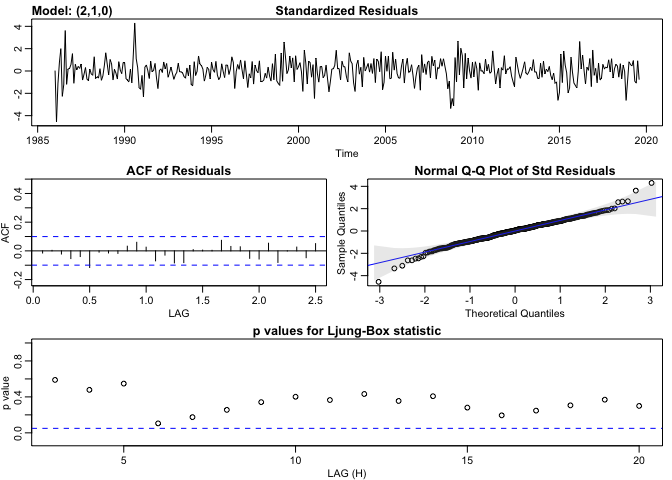 Model: (2,1,0) Standardized Residuals
4
2
0
-2
-4
1985 1990 1995 2000 2005 2010 2015 2020
Time
ACF of Residuals
ACF
0.4
0.2
0.0
-0.2
0.0 0.5 1.0 1.5 2.0 2.5
LAG
Normal Q-Q Plot of Std Residuals
Sample Quantiles
4
2
0
-2
-4
-3 -2 -1 0 1 2 3
Theoretical Quantiles
p values for Ljung-Box statistic
p value
0.8
0.4
0.0
5 10 15 20
LAG (H)